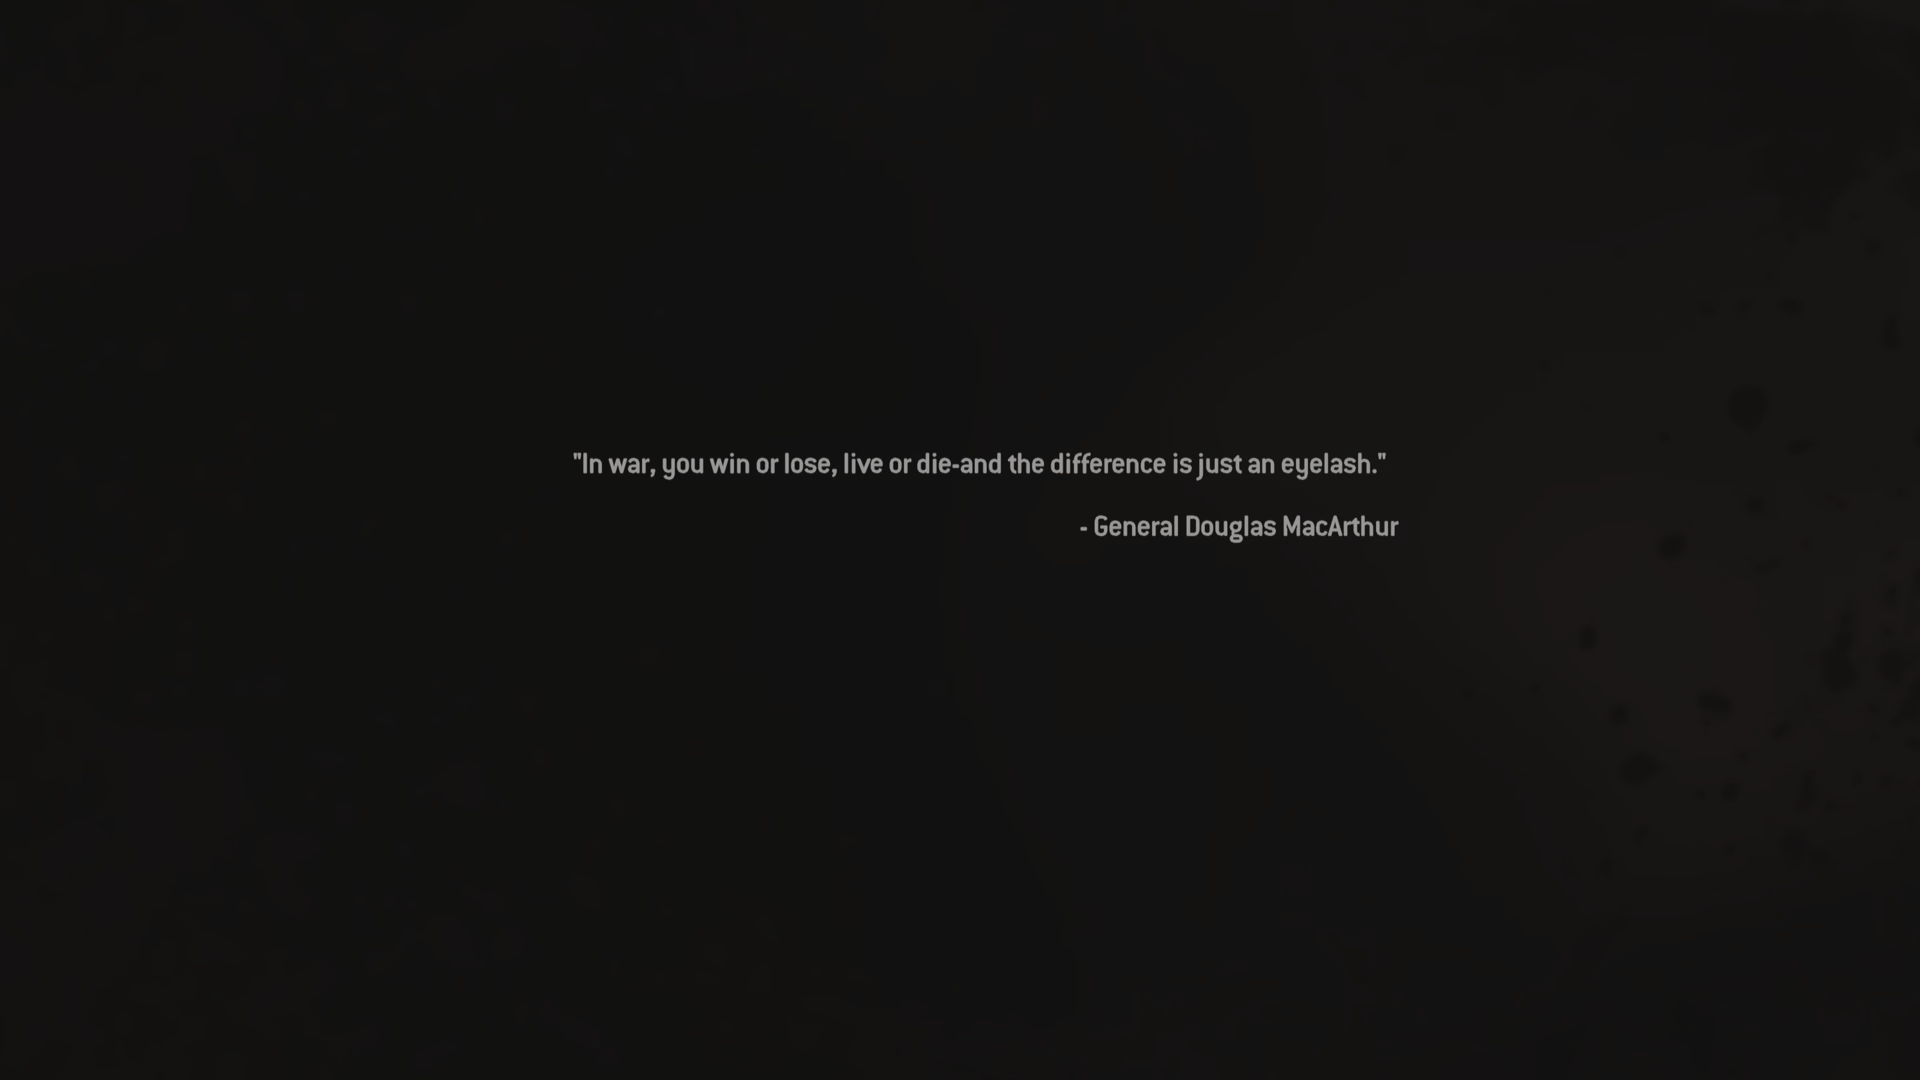 "In war, you win or lose, live or die-and the difference is just an eyelash."
- General Douglas MacArthur